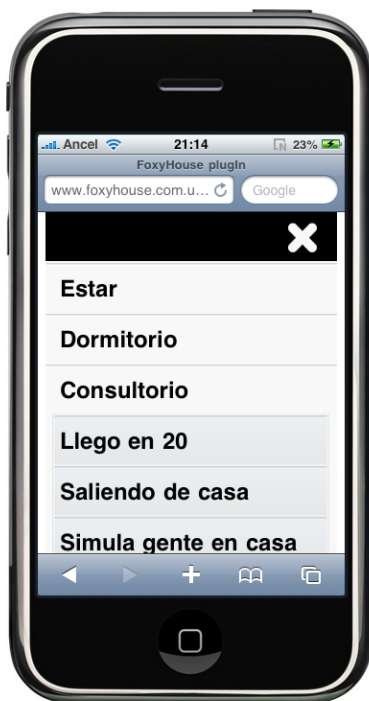 Ancel 21:14 23%
FoxyHouse plugIn
www.foxyhouse.com.u... Google
Estar
Dormitorio
Consultorio
Llego en 20
Saliendo de casa
Simula gente en casa